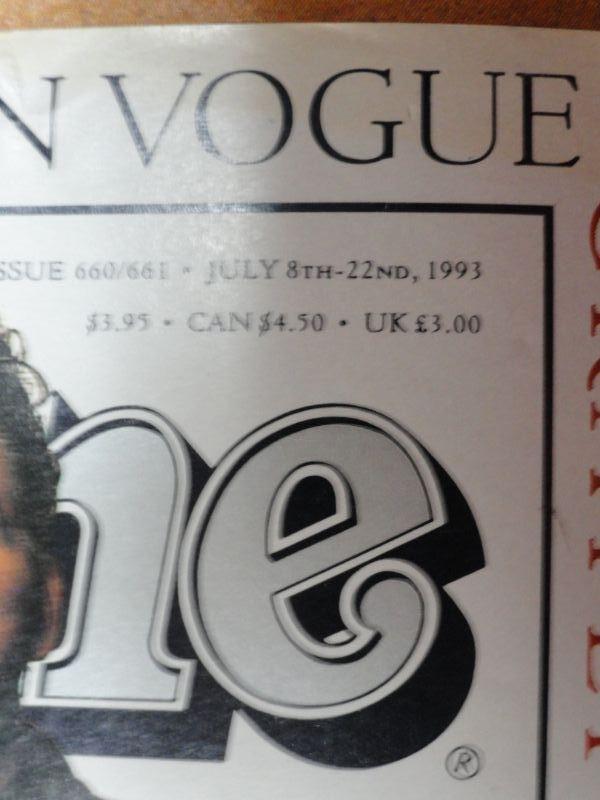 N VOGUE
SSUE 660/661 • JULY 8TH-22ND, 1993
$3.95 • CAN $4.50 • UK £3.00
ne
®